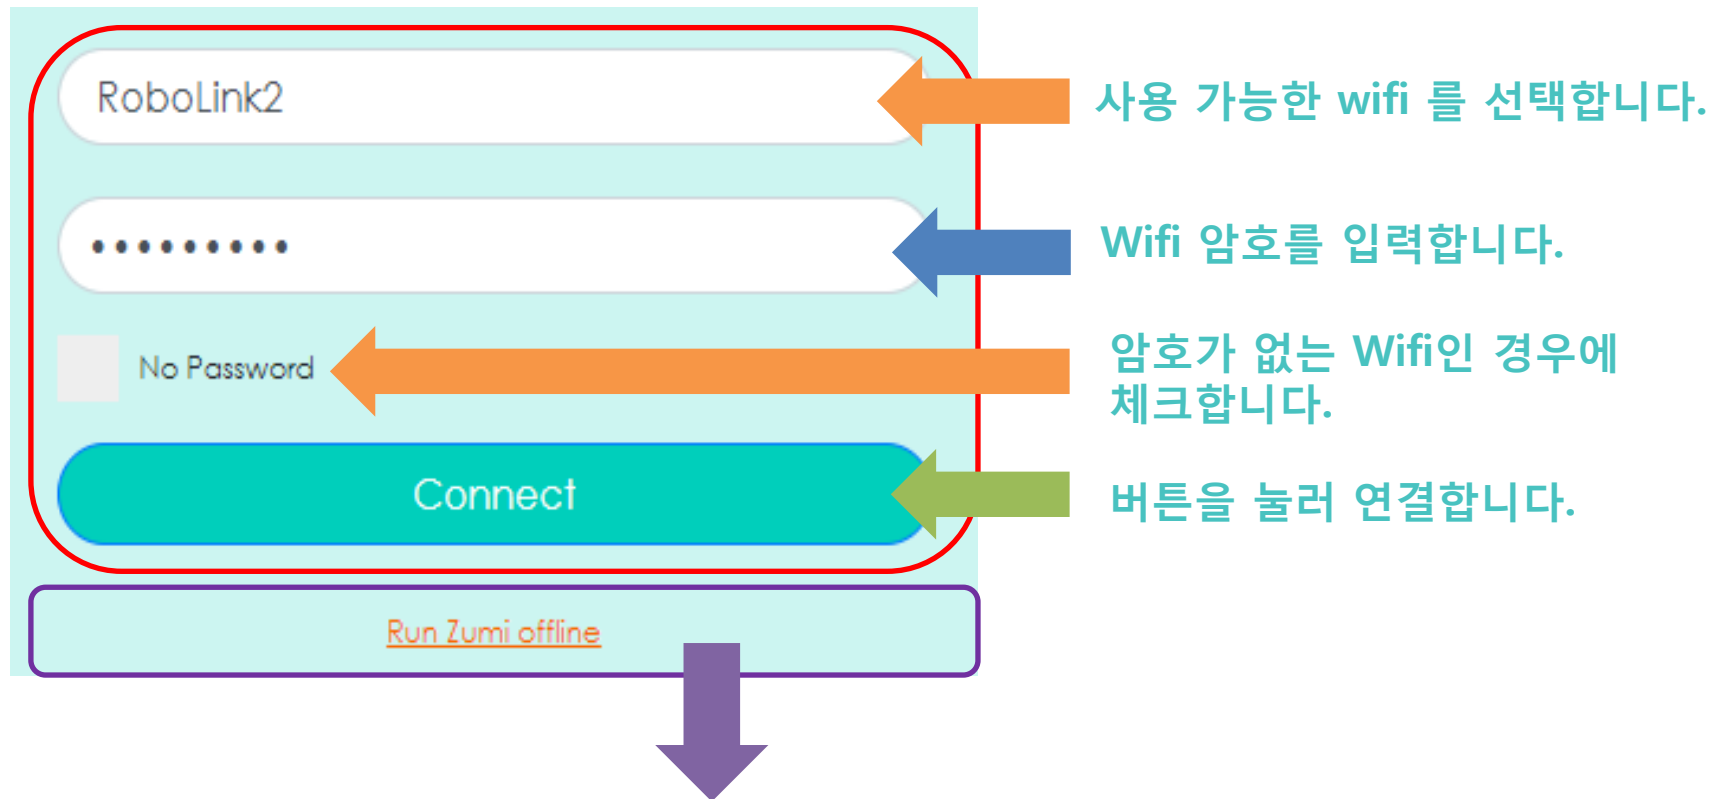 RoboLink2
사용 가능한 wifi 를 선택합니다.
•••••••••
Wifi 암호를 입력합니다.
No Password
암호가 없는 Wifi인 경우에
체크합니다.
Connect
버튼을 눌러 연결합니다.
Run Zumi offline